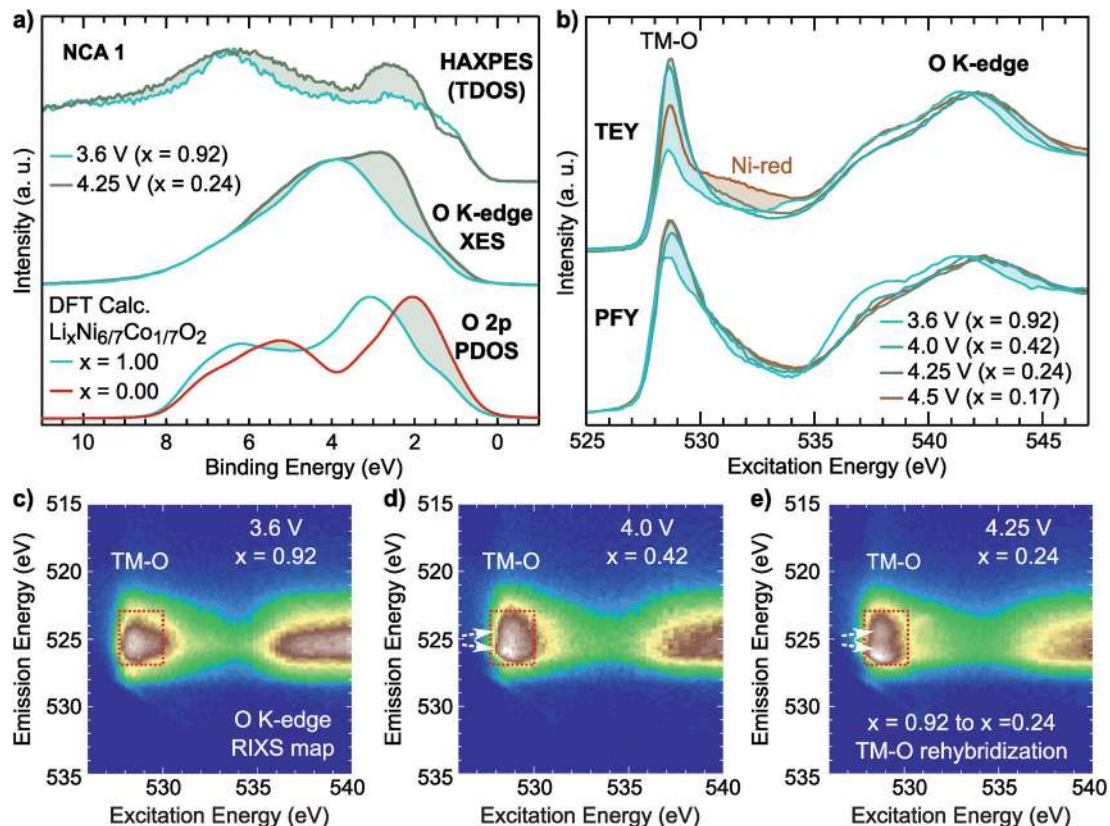 a)
NCA 1
HAXPES
(TDOS)
3.6 V (x = 0.92)
4.25 V (x = 0.24)
O K-edge
XES
DFT Calc.
LiₓNi₆/₇Co₁/₇O₂
x = 1.00
x = 0.00
O 2p
PDOS
Intensity (a. u.)
10 8 6 4 2 0
Binding Energy (eV)
b)
TM-O
O K-edge
TEY
Ni-red
PFY
3.6 V (x = 0.92)
4.0 V (x = 0.42)
4.25 V (x = 0.24)
4.5 V (x = 0.17)
Intensity (a. u.)
525 530 535 540 545
Excitation Energy (eV)
c)
515
520
525
530
535
Emission Energy (eV)
3.6 V
x = 0.92
TM-O
O K-edge
RIXS map
530 535 540
Excitation Energy (eV)
d)
515
520
525
530
535
Emission Energy (eV)
4.0 V
x = 0.42
TM-O
530 535 540
Excitation Energy (eV)
e)
515
520
525
530
535
Emission Energy (eV)
4.25 V
x = 0.24
TM-O
x = 0.92 to x =0.24
TM-O rehybridization
530 535 540
Excitation Energy (eV)